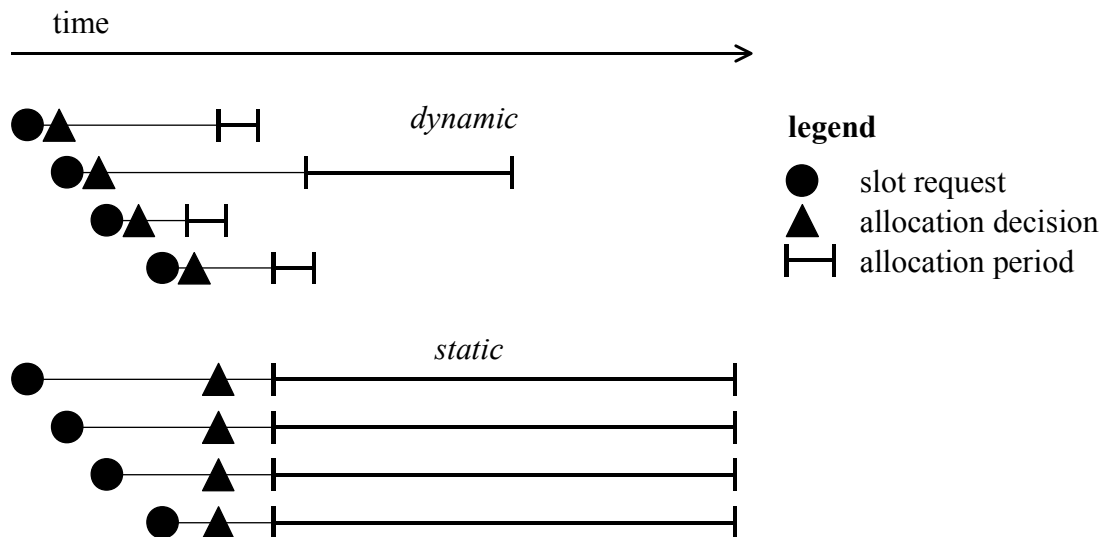 time
dynamic
legend
slot request
allocation decision
allocation period
static